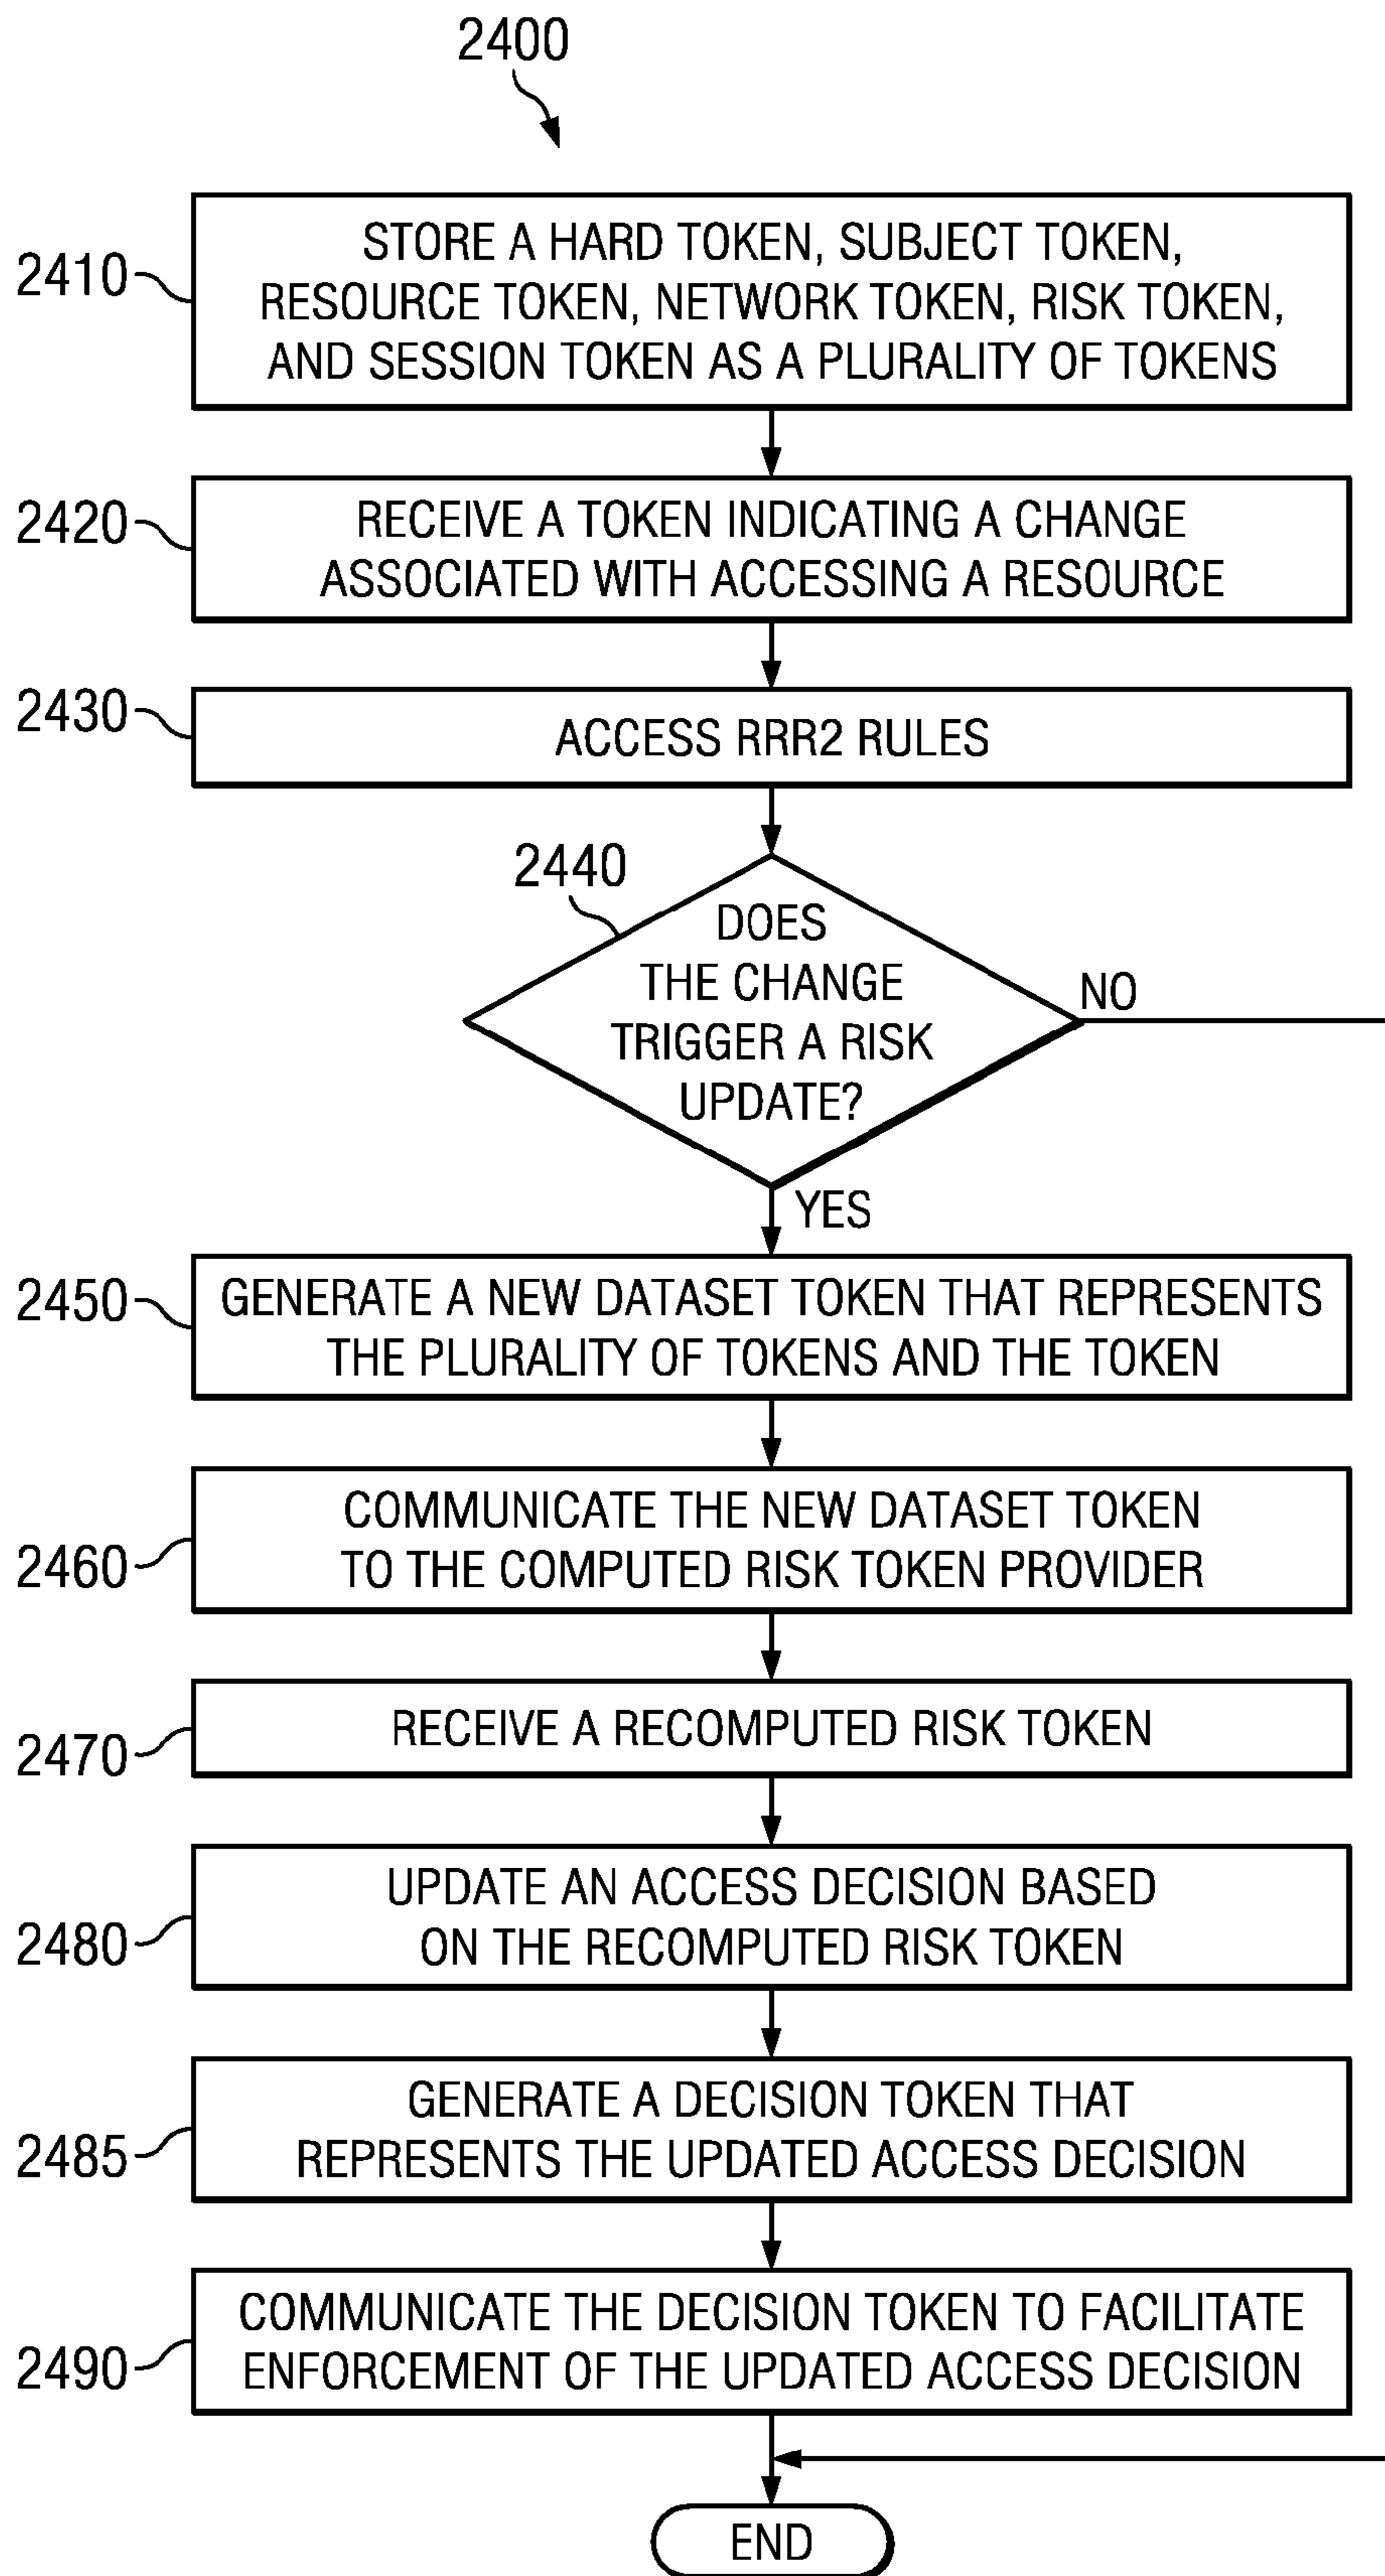 2400
2410
STORE A HARD TOKEN, SUBJECT TOKEN,
RESOURCE TOKEN, NETWORK TOKEN, RISK TOKEN,
AND SESSION TOKEN AS A PLURALITY OF TOKENS
2420
RECEIVE A TOKEN INDICATING A CHANGE
ASSOCIATED WITH ACCESSING A RESOURCE
2430
ACCESS RRR2 RULES
2440
DOES
THE CHANGE
TRIGGER A RISK
UPDATE?
NO
YES
2450
GENERATE A NEW DATASET TOKEN THAT REPRESENTS
THE PLURALITY OF TOKENS AND THE TOKEN
2460
COMMUNICATE THE NEW DATASET TOKEN
TO THE COMPUTED RISK TOKEN PROVIDER
2470
RECEIVE A RECOMPUTED RISK TOKEN
2480
UPDATE AN ACCESS DECISION BASED
ON THE RECOMPUTED RISK TOKEN
2485
GENERATE A DECISION TOKEN THAT
REPRESENTS THE UPDATED ACCESS DECISION
2490
COMMUNICATE THE DECISION TOKEN TO FACILITATE
ENFORCEMENT OF THE UPDATED ACCESS DECISION
END